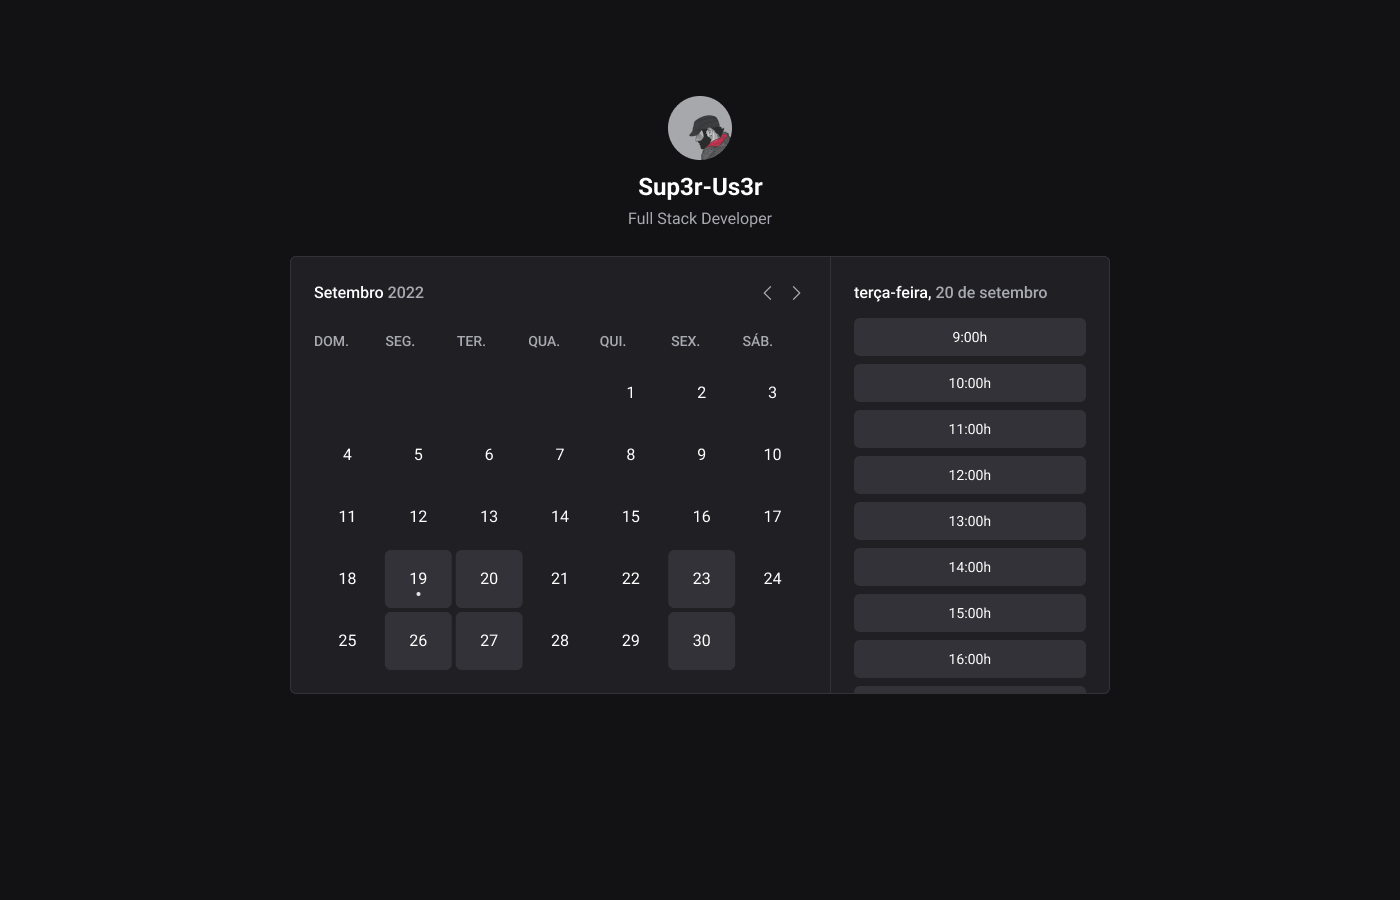 Sup3r-Us3r
Full Stack Developer
Setembro 2022
DOM. SEG. TER. QUA. QUI. SEX. SÁB.
1 2 3
4 5 6 7 8 9 10
11 12 13 14 15 16 17
18 19 20 21 22 23 24
25 26 27 28 29 30
terça-feira, 20 de setembro
9:00h
10:00h
11:00h
12:00h
13:00h
14:00h
15:00h
16:00h